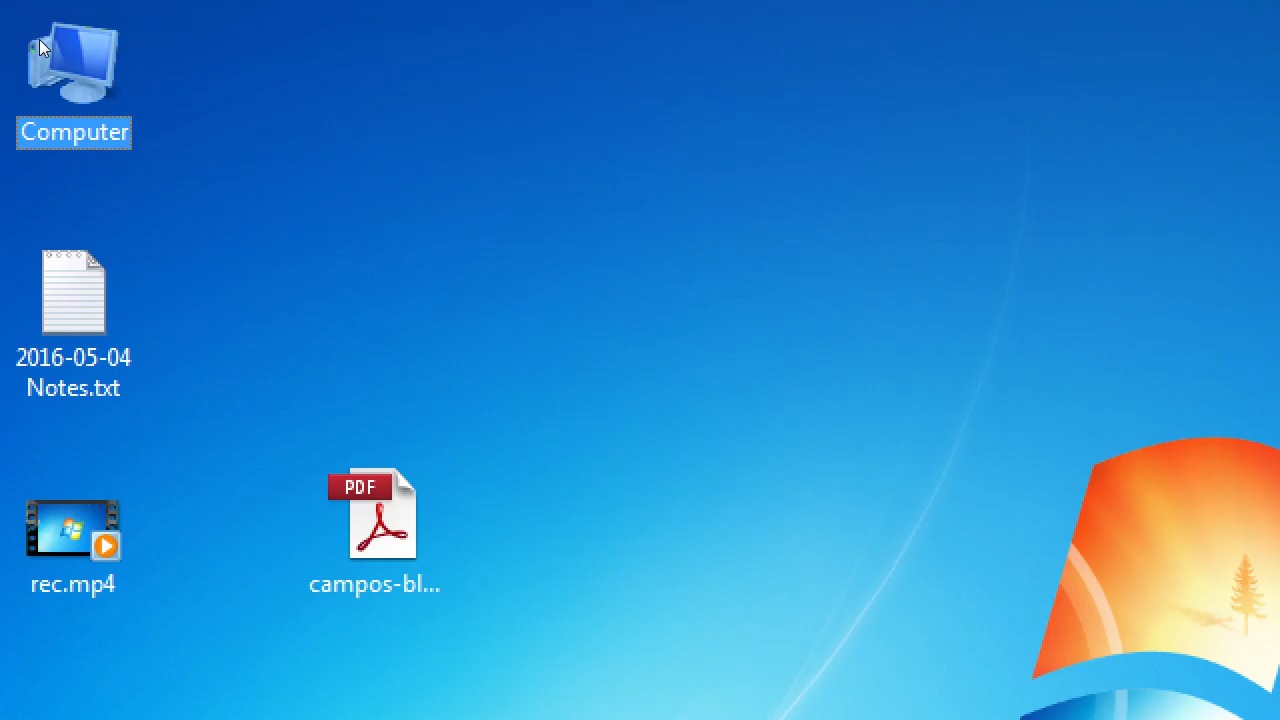 Computer
2016-05-04
Notes.txt
rec.mp4
PDF
campos-bl...